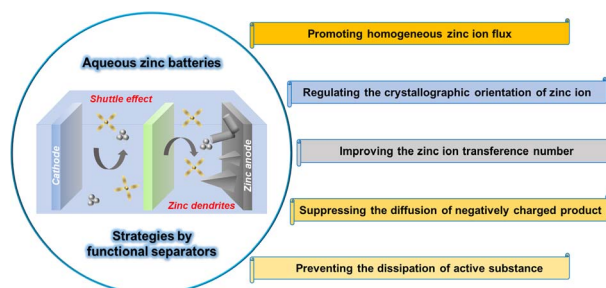 Aqueous zinc batteries
Shuttle effect
Cathode
Zinc anode
Zinc dendrites
Strategies by
functional separators
Promoting homogeneous zinc ion flux
Regulating the crystallographic orientation of zinc ion
Improving the zinc ion transference number
Suppressing the diffusion of negatively charged product
Preventing the dissipation of active substance